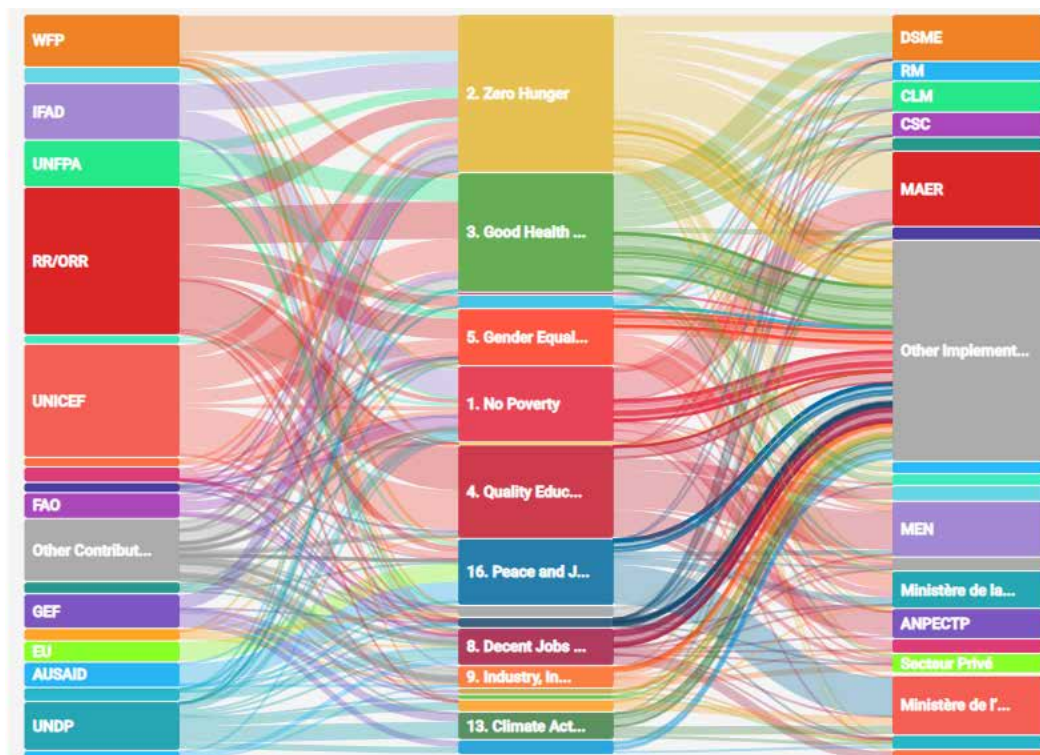 WFP
IFAD
UNFPA
RR/ORR
UNICEF
FAO
Other Contribut...
GEF
EU
AUSAID
UNDP
2. Zero Hunger
3. Good Health ...
5. Gender Equal...
1. No Poverty
4. Quality Educ...
16. Peace and J...
8. Decent Jobs ...
9. Industry, In...
13. Climate Act...
DSME
RM
CLM
CSC
MAER
Other Implement...
MEN
Ministère de la...
ANPECTP
Secteur Privé
Ministère de l'...